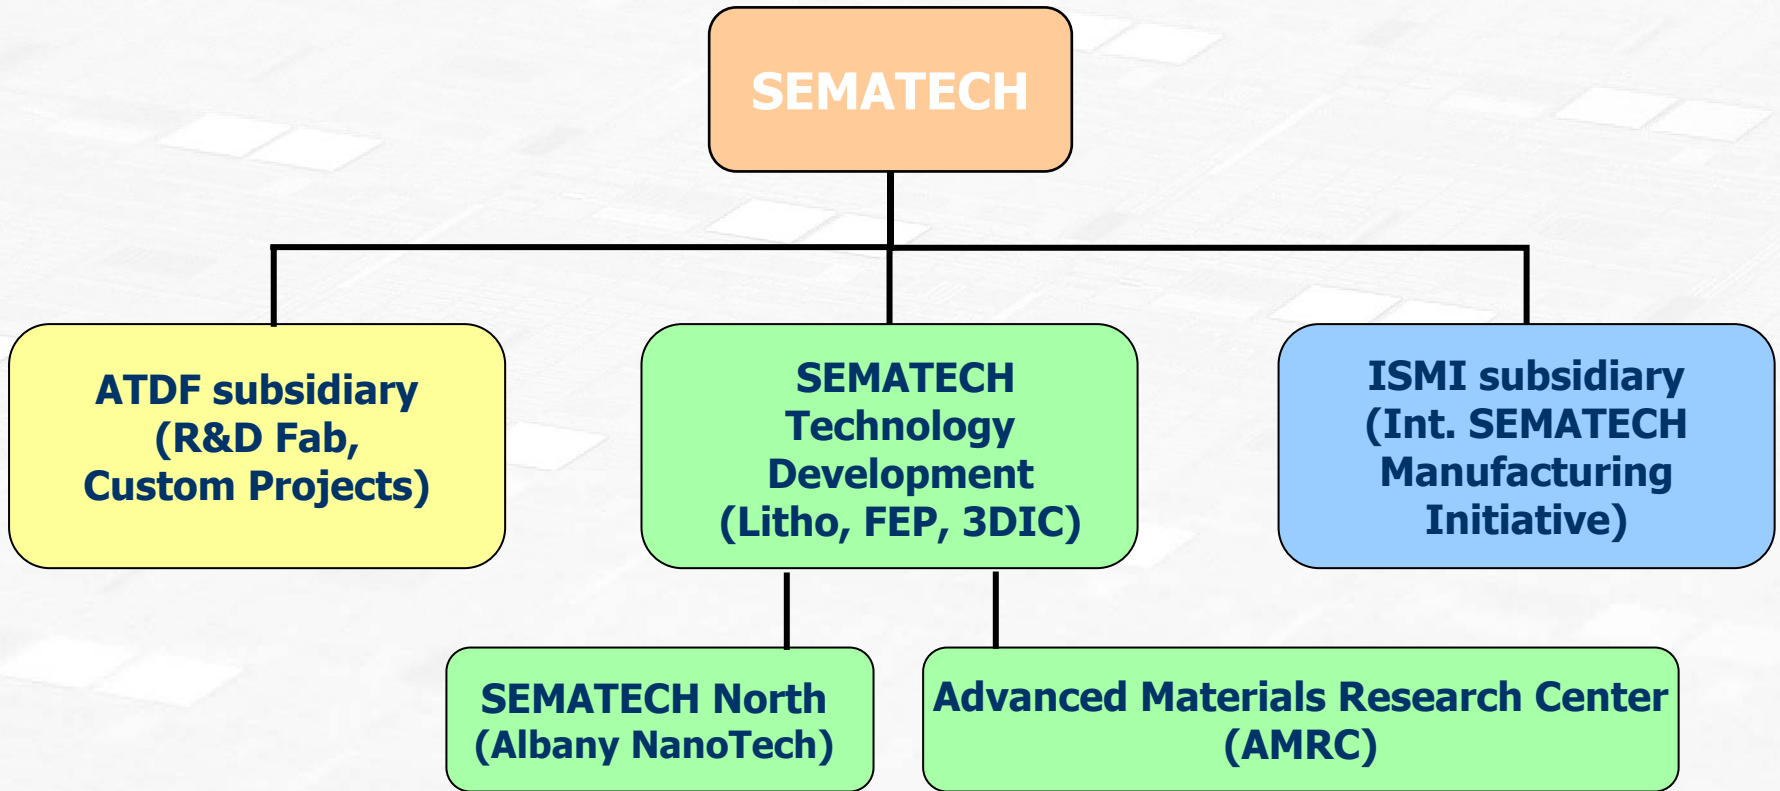 SEMATECH
ATDF subsidiary
(R&D Fab,
Custom Projects)
SEMATECH
Technology
Development
(Litho, FEP, 3DIC)
ISMI subsidiary
(Int. SEMATECH
Manufacturing
Initiative)
SEMATECH North
(Albany NanoTech)
Advanced Materials Research Center
(AMRC)